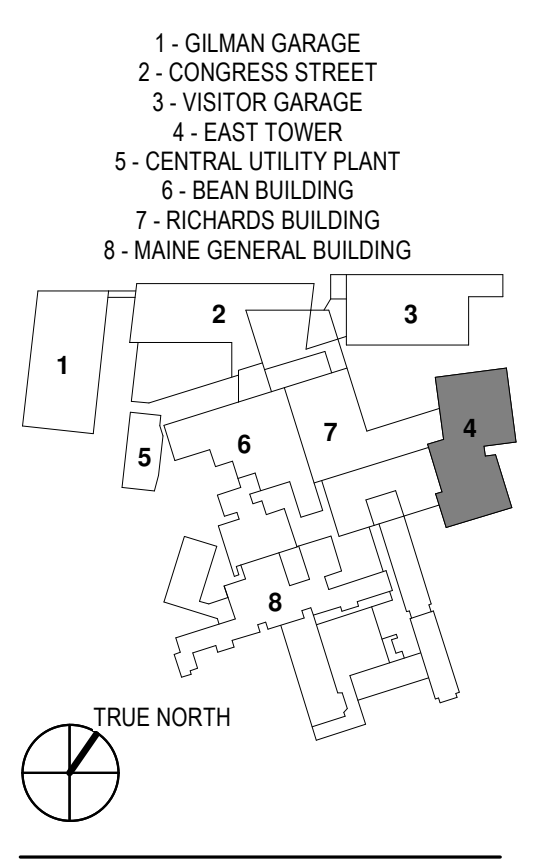 1 - GILMAN GARAGE
2 - CONGRESS STREET
3 - VISITOR GARAGE
4 - EAST TOWER
5 - CENTRAL UTILITY PLANT
6 - BEAN BUILDING
7 - RICHARDS BUILDING
8 - MAINE GENERAL BUILDING
2
3
1
4
7
6
5
8
TRUE NORTH